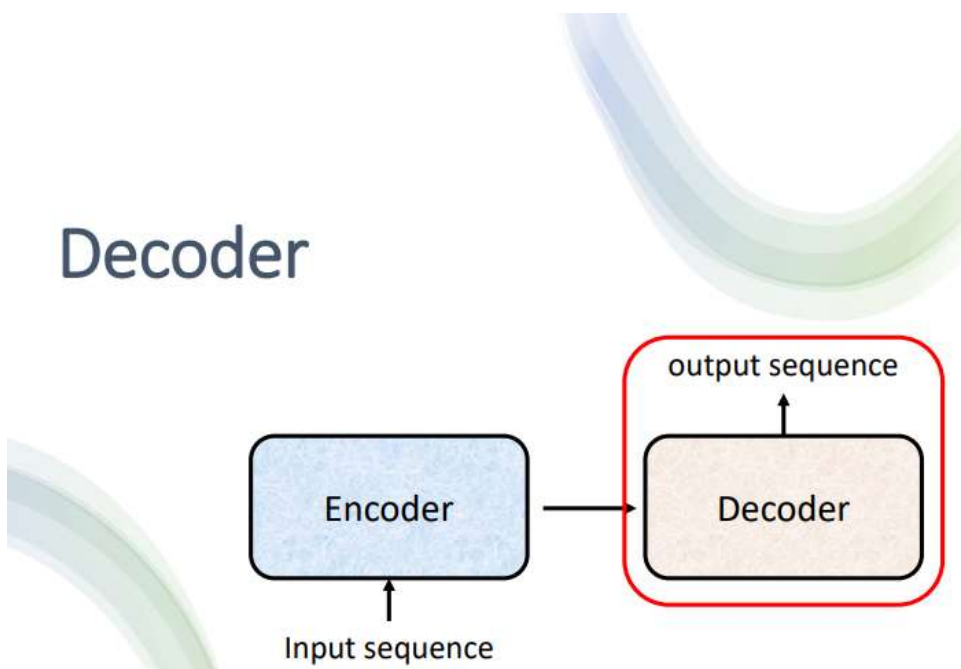 Decoder
output sequence
Encoder
Decoder
Input sequence